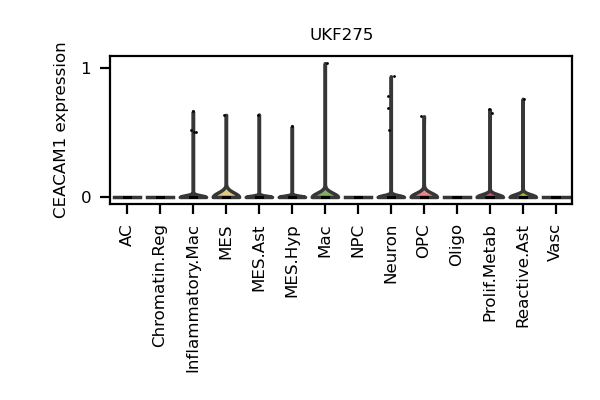 UKF275
CEACAM1 expression
1
0
AC
Chromatin.Reg
Inflammatory.Mac
MES
MES.Ast
MES.Hyp
Mac
NPC
Neuron
OPC
Oligo
Prolif.Metab
Reactive.Ast
Vasc